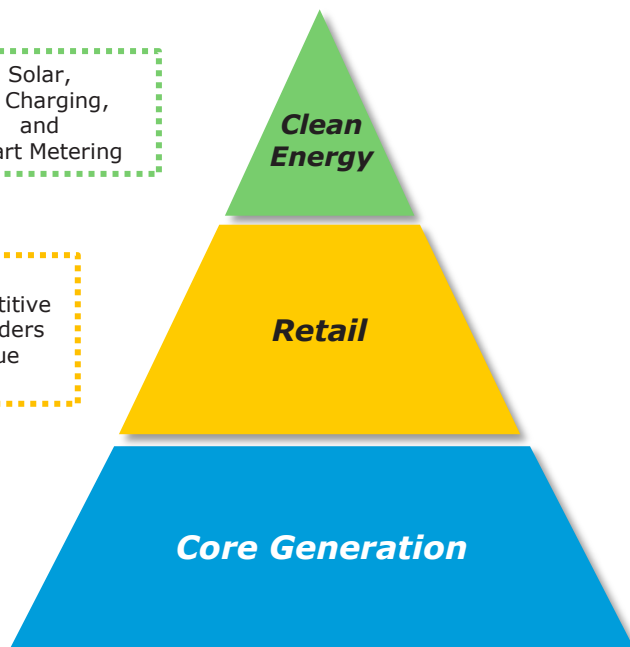 Solar,
Charging,
and
art Metering
Clean
Energy
titive
ders
ue
Retail
Core Generation